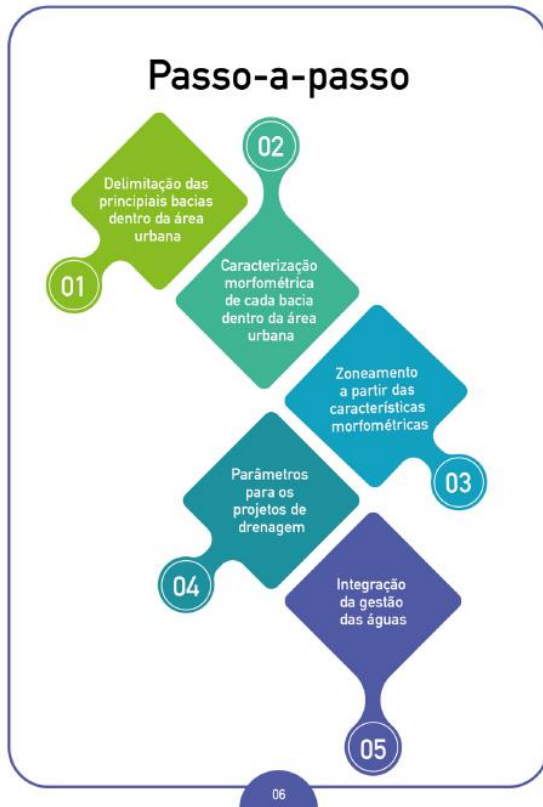 Passo-a-passo
Delimitação das
principiais bacias
dentro da área
urbana
01
02
Caracterização
morfométrica
de cada bacia
dentro da área
urbana
Zoneamento
a partir das
características
morfométricas
03
Parâmetros
para os
projetos de
drenagem
04
Integração
da gestão
das águas
05
06